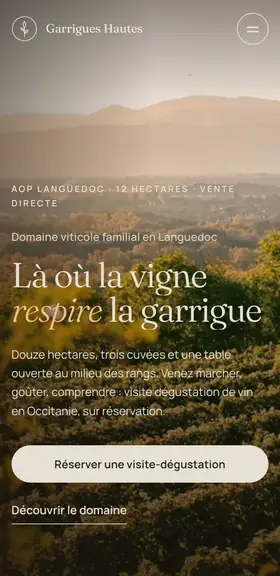 Garrigues Hautes
AOP LANGUEDOC · 12 HECTARES · VENTE
DIRECTE
Domaine viticole familial en Languedoc
Là où la vigne
respire la garrigue
Douze hectares, trois cuvées et une table
ouverte au milieu des rangs. Venez marcher,
goûter, comprendre : visite dégustation de vin
en Occitanie, sur réservation.
Réserver une visite-dégustation
Découvrir le domaine